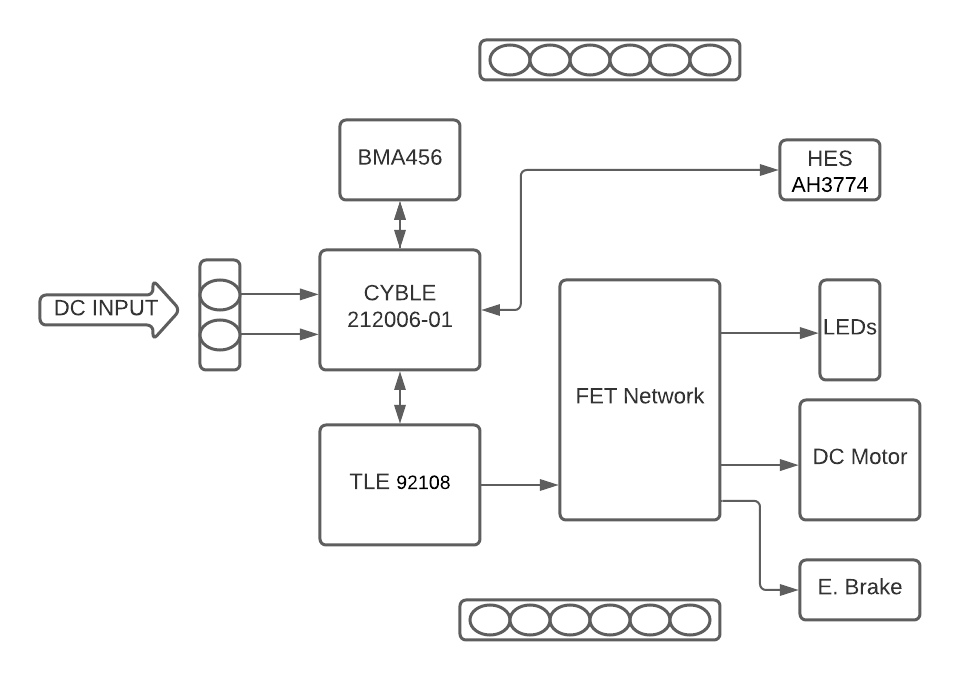 BMA456
HES
AH3774
DC INPUT
CYBLE
212006-01
LEDs
FET Network
DC Motor
TLE 92108
E. Brake